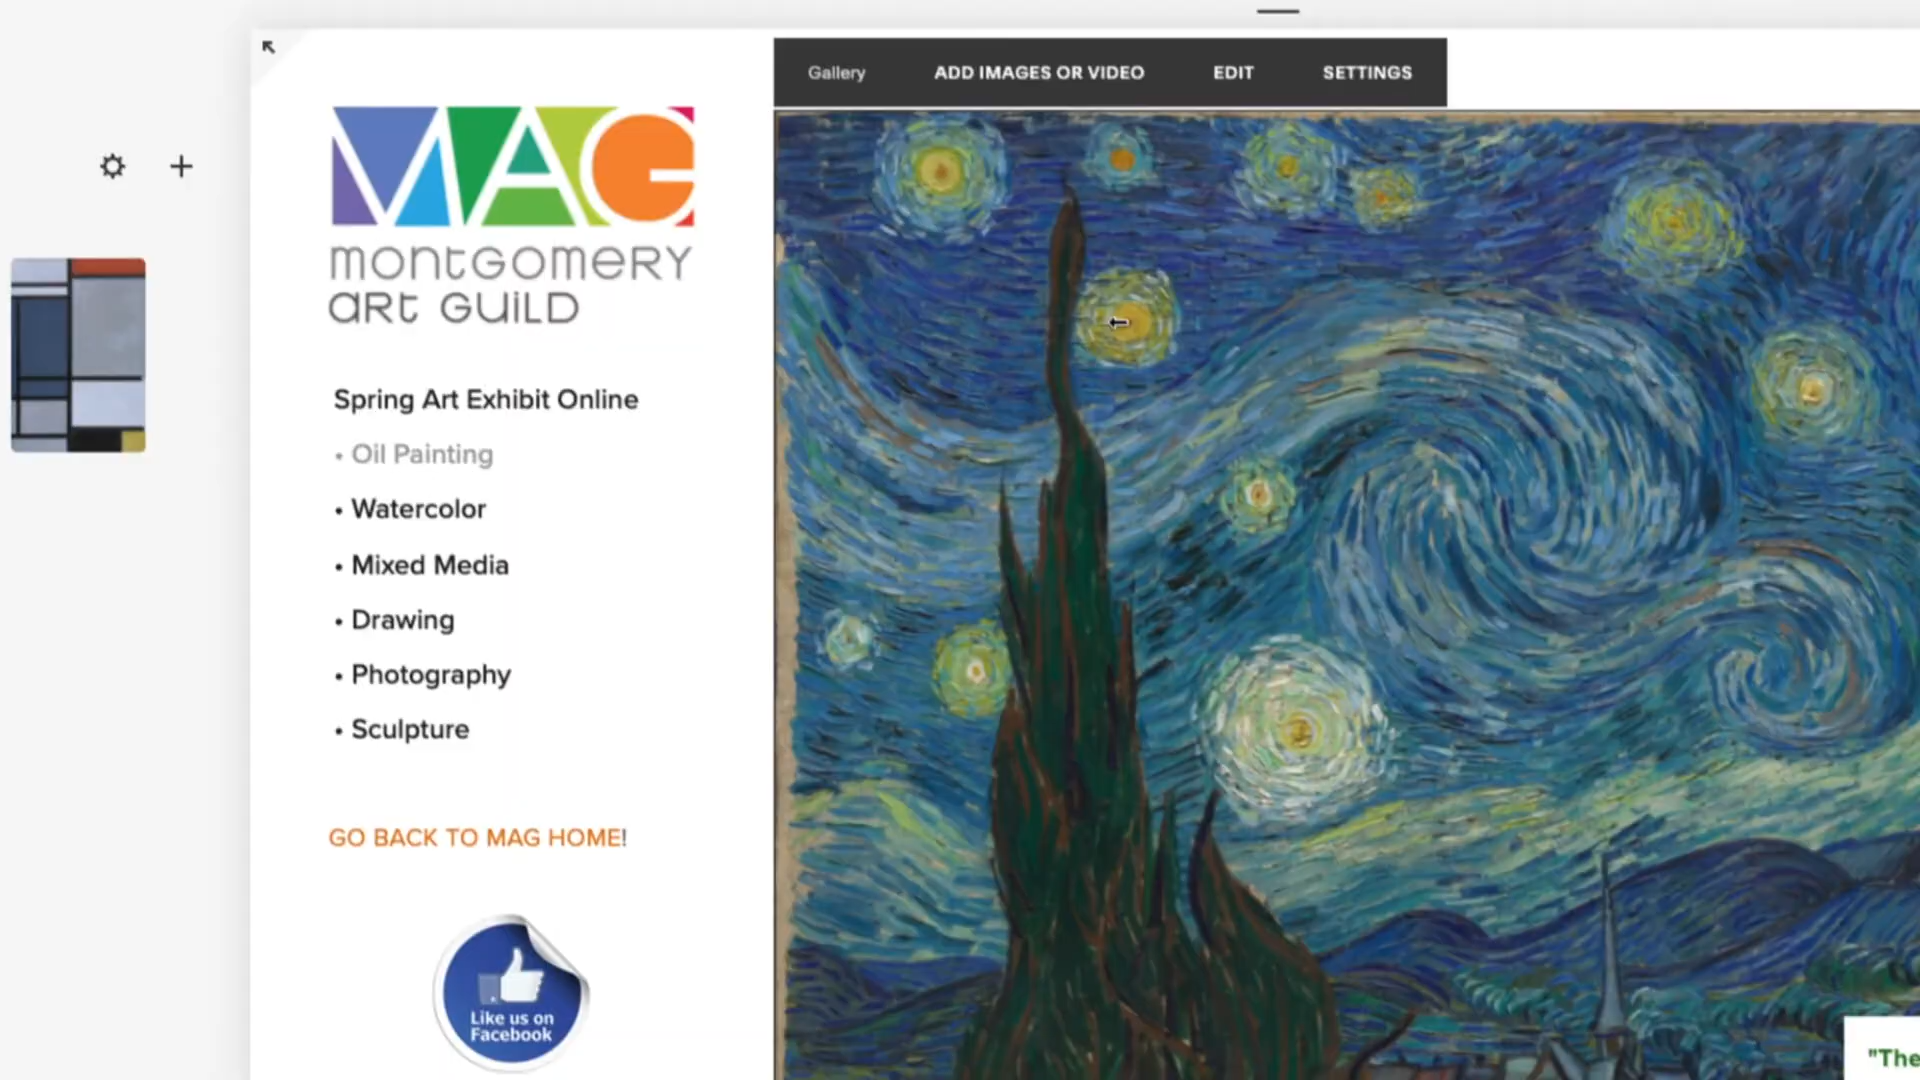 Gallery ADD IMAGES OR VIDEO EDIT SETTINGS
MAG
montGomeRY
aRt GuiLD
Spring Art Exhibit Online
• Oil Painting
• Watercolor
• Mixed Media
• Drawing
• Photography
• Sculpture
GO BACK TO MAG HOME!
Like us on
Facebook
"The